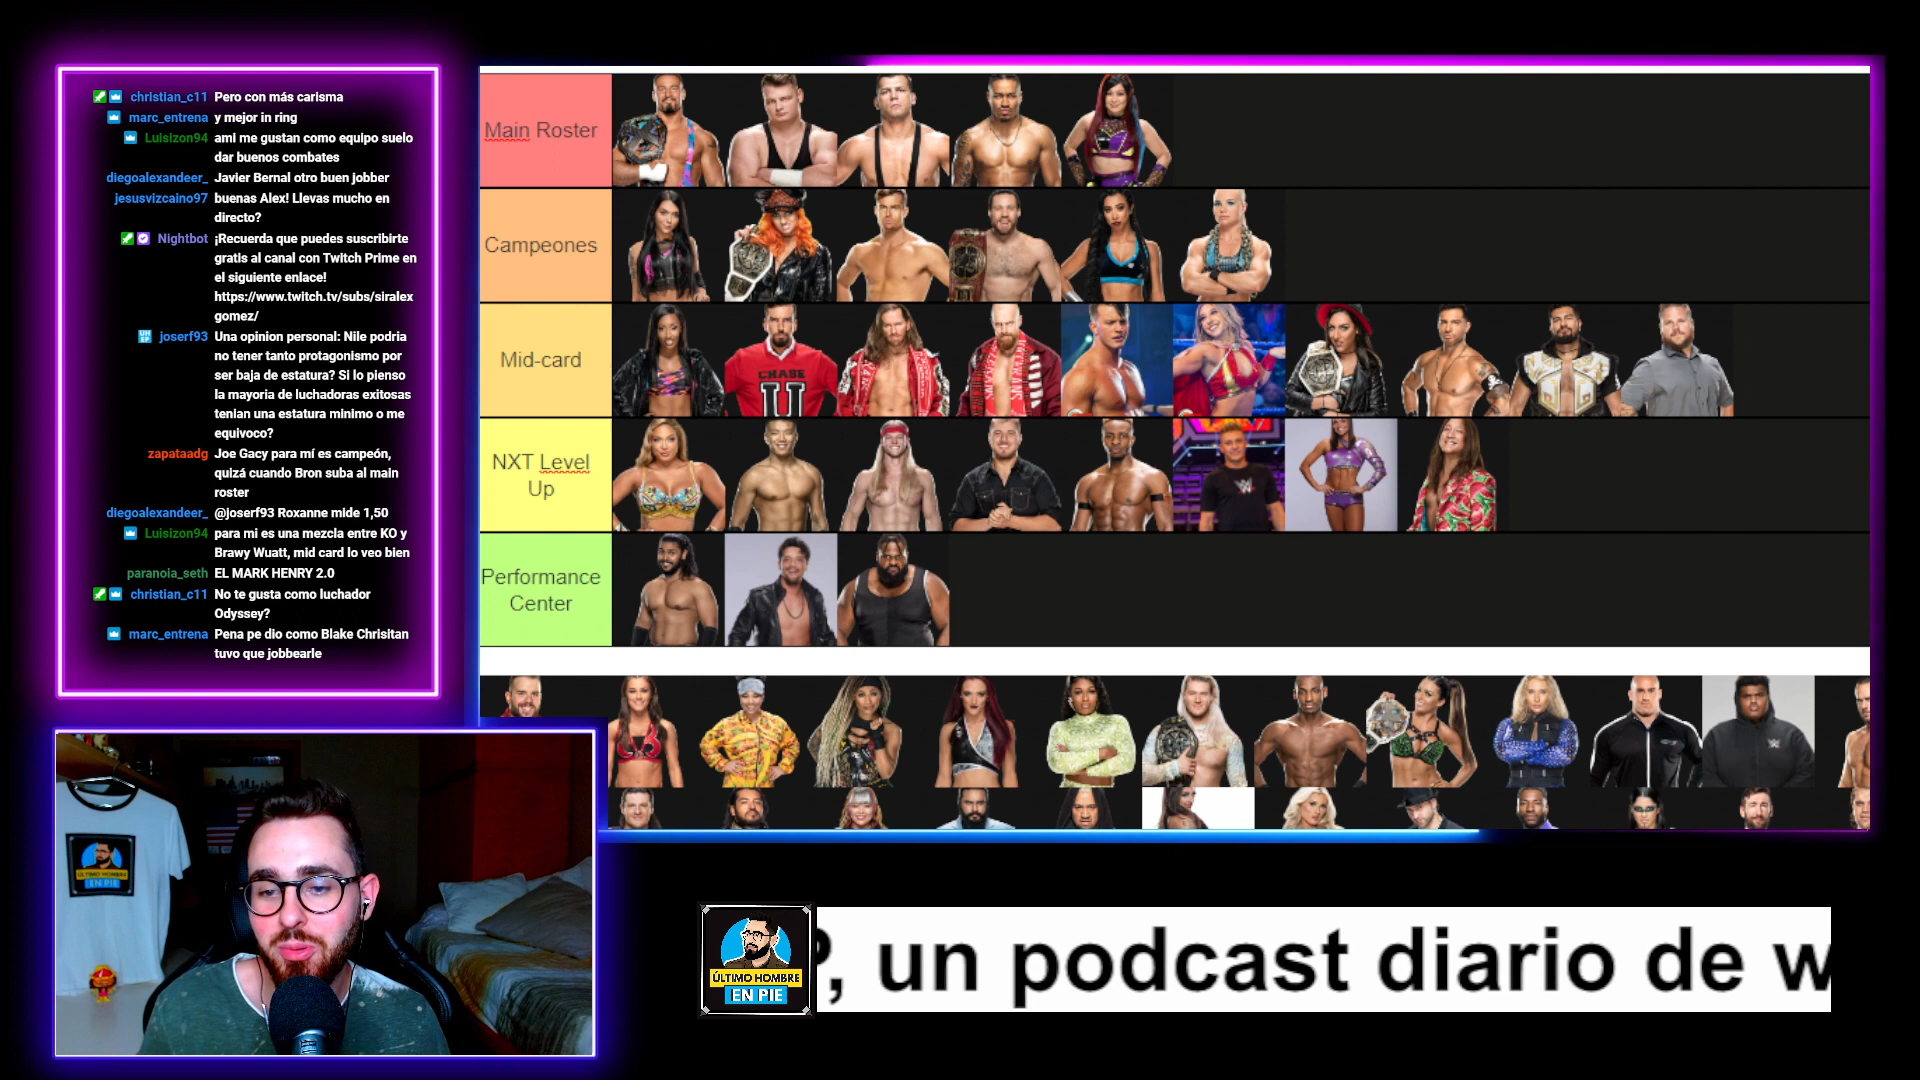 christian_c11 Pero con más carisma
marc_entrena y mejor in ring
Luisizon94 ami me gustan como equipo suelo
dar buenos combates
diegoalexandeer_ Javier Bernal otro buen jobber
jesusvizcaino97 buenas Alex! Llevas mucho en
directo?
Nightbot ¡Recuerda que puedes suscribirte
gratis al canal con Twitch Prime en
el siguiente enlace!
https://www.twitch.tv/subs/siralex
gomez/
joserf93 Una opinion personal: Nile podria
no tener tanto protagonismo por
ser baja de estatura? Si lo pienso
la mayoria de luchadoras exitosas
tenian una estatura minimo o me
equivoco?
zapataadg Joe Gacy para mí es campeón,
quizá cuando Bron suba al main
roster
diegoalexandeer_ @joserf93 Roxanne mide 1,50
Luisizon94 para mi es una mezcla entre KO y
Brawy Wuatt, mid card lo veo bien
paranoia_seth EL MARK HENRY 2.0
christian_c11 No te gusta como luchador
Odyssey?
marc_entrena Pena pe dio como Blake Chrisitan
tuvo que jobbearle
Main Roster
Campeones
Mid-card
CHASE
U
NXT Level
Up
W
Performance
Center
ÚLTIMO HOMBRE
EN PIE
ÚLTIMO HOMBRE
EN PIE
, un podcast diario de w